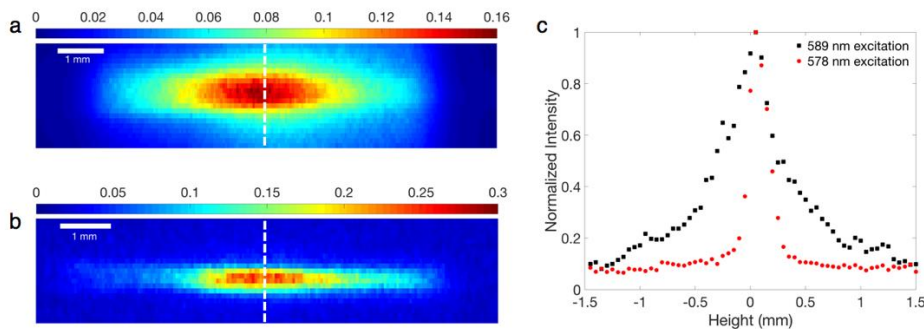 a
0 0.02 0.04 0.06 0.08 0.1 0.12 0.14 0.16
1 mm
b
0 0.05 0.1 0.15 0.2 0.25 0.3
1 mm
c
589 nm excitation
578 nm excitation
Normalized Intensity
1
0.8
0.6
0.4
0.2
0
-1.5 -1 -0.5 0 0.5 1 1.5
Height (mm)